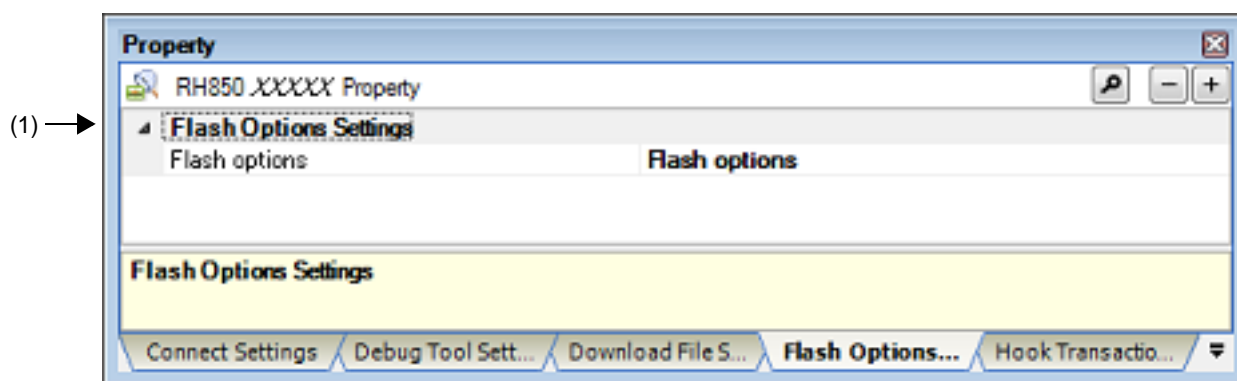 Property
RH850 XXXXX Property
(1)
Flash Options Settings
Flash options Flash options
Flash Options Settings
Connect Settings Debug Tool Sett... Download File S... Flash Options... Hook Transactio...